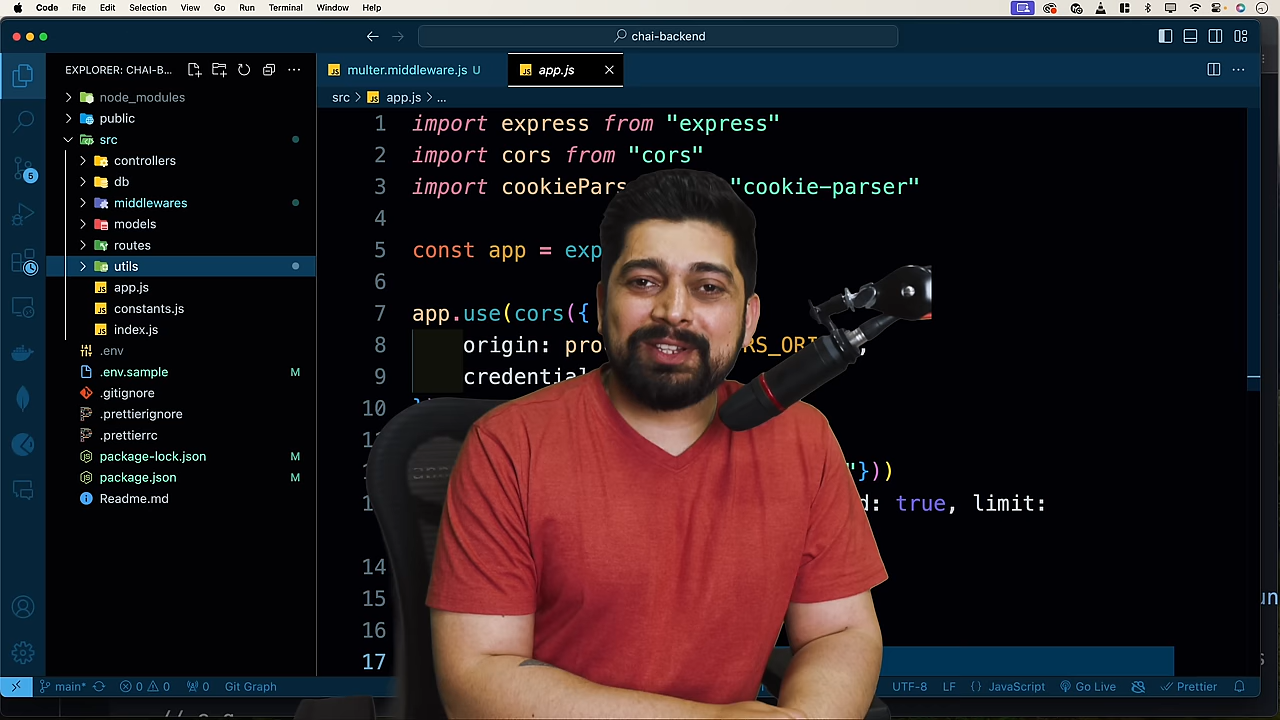 Code File Edit Selection View Go Run Terminal Window Help
chai-backend
EXPLORER: CHAI-B...
multer.middleware.js U
app.js
src > app.js > ...
node_modules
public
src
controllers
db
middlewares
models
routes
utils
app.js
constants.js
index.js
.env
.env.sample M
.gitignore
.prettierignore
.prettierrc
package-lock.json M
package.json M
Readme.md
5
1 import express from "express"
2 import cors from "cors"
3 import cookiePars "cookie-parser"
4
5 const app = exp
6
7 app.use(cors({
8 origin: pro RS_ORI ,
9 credential
10 }
"}))
d: true, limit:
14
15
16
17
main* 0 0 0 Git Graph
UTF-8 LF {} JavaScript Go Live Prettier